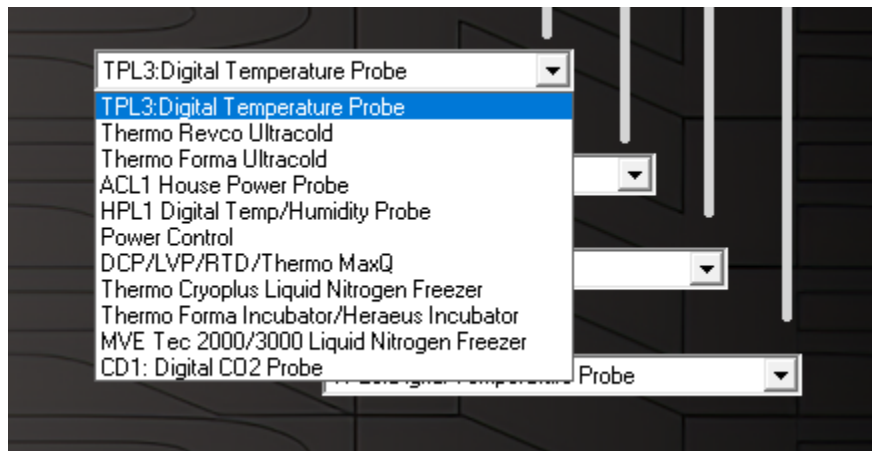 TPL3:Digital Temperature Probe
TPL3:Digital Temperature Probe
Thermo Revco Ultracold
Thermo Forma Ultracold
ACL1 House Power Probe
HPL1 Digital Temp/Humidity Probe
Power Control
DCP/LVP/RTD/Thermo MaxQ
Thermo Cryoplus Liquid Nitrogen Freezer
Thermo Forma Incubator/Heraeus Incubator
MVE Tec 2000/3000 Liquid Nitrogen Freezer
CD1: Digital CO2 Probe
Probe